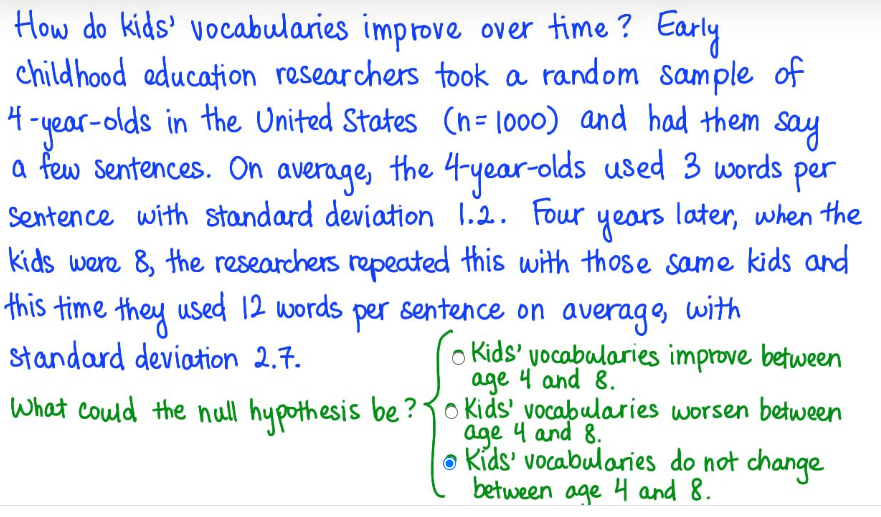 How do kids' vocabularies improve over time? Early
childhood education researchers took a random sample of
4-year-olds in the United States (n=1000) and had them say
a few sentences. On average, the 4-year-olds used 3 words per
sentence with standard deviation 1.2. Four years later, when the
kids were 8, the researchers repeated this with those same kids and
this time they used 12 words per sentence on average, with
standard deviation 2.7.
What could the null hypothesis be?
Kids' vocabularies improve between
age 4 and 8.
Kids' vocabularies worsen between
age 4 and 8.
Kids' vocabularies do not change
between age 4 and 8.